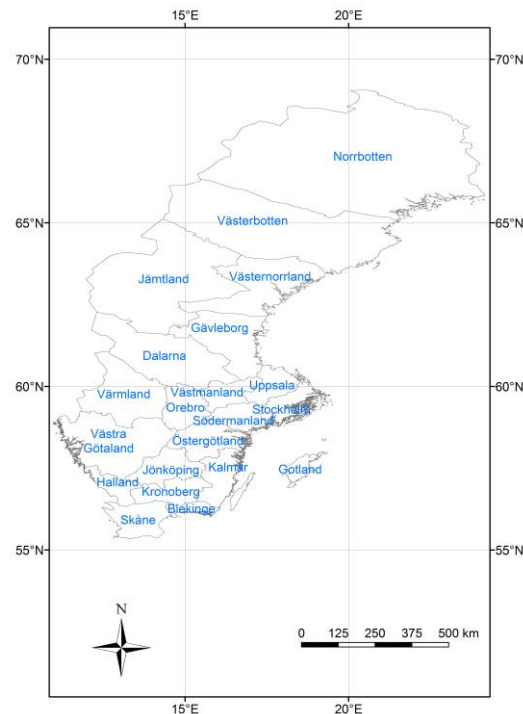 15°E 20°E
70°N 70°N
Norrbotten
65°N Västerbotten 65°N
Jämtland Västernorrland
Gävleborg
Dalarna
60°N Uppsala 60°N
Värmland Västmanland
Orebro Stockholm
Södermanland
Västra
Götaland Östergötland
Jönköping Kalmar Gotland
Halland
Kronoberg
Blekinge
Skåne
55°N 55°N
N
0 125 250 375 500 km
15°E 20°E